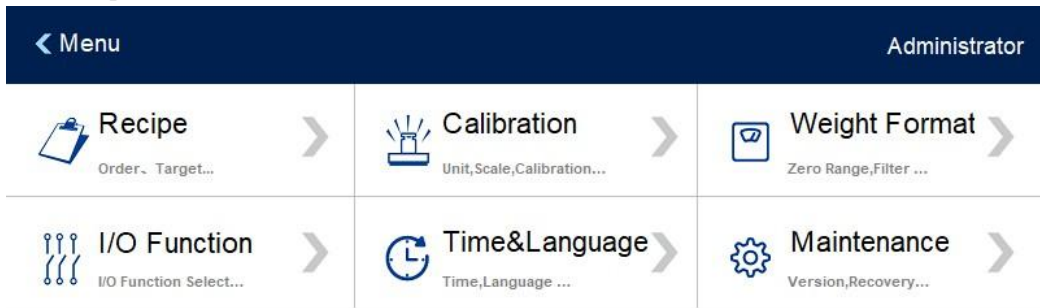 Menu
Administrator
Recipe
Order、Target...
Calibration
Unit,Scale,Calibration...
Weight Format
Zero Range,Filter ...
I/O Function
I/O Function Select...
Time&Language
Time,Language ...
Maintenance
Version,Recovery...